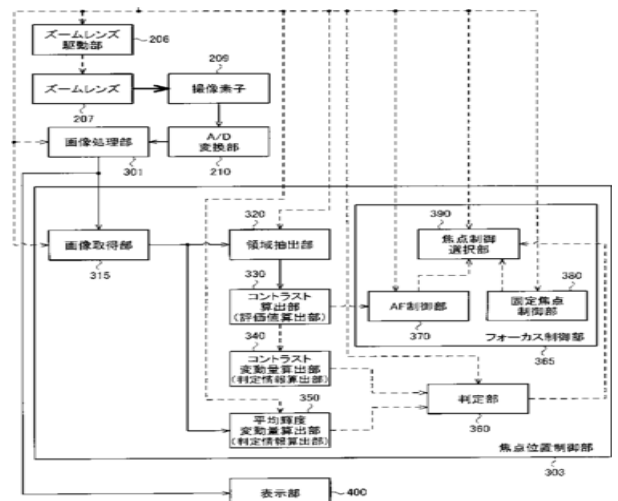 ズームレンズ
駆動部
206
ズームレンズ
207
209
撮像素子
A/D
変換部
210
画像処理部
301
画像取得部
315
320
領域抽出部
330
コントラスト
算出部
(評価値算出部)
340
コントラスト
変動量算出部
(判定情報算出部)
350
平均輝度
変動量算出部
(判定情報算出部)
390
焦点制御
選択部
AF制御部
370
380
固定焦点
制御部
フォーカス制御部
365
判定部
360
焦点位置制御部
303
表示部
400